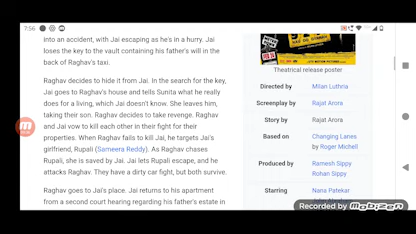 7:56
into an accident, with Jai escaping as he's in a hurry. Jai
loses the key to the vault containing his father's will in the
back of Raghav's taxi.
Raghav decides to hide it from Jai. In the search for the key,
Jai goes to Raghav's house and tells Sunita what he really
does for a living, which Jai doesn't know. She leaves him,
taking their son. Raghav decides to take revenge. Raghav
and Jai vow to kill each other in their fight for their
properties. When Raghav fails to kill Jai, he targets Jai's
girlfriend, Rupali (Sameera Reddy). As Raghav chases
Rupali, she is saved by Jai. Jai lets Rupali escape, and he
attacks Raghav. They have a dirty car fight, but both survive.
Raghav goes to Jai's place. Jai returns to his apartment
from a second court hearing regarding his father's estate in
Theatrical release poster
Directed by Milan Luthria
Screenplay by Rajat Arora
Story by Rajat Arora
Based on Changing Lanes
by Roger Michell
Produced by Ramesh Sippy
Rohan Sippy
Starring Nana Patekar
Recorded by Mobizen